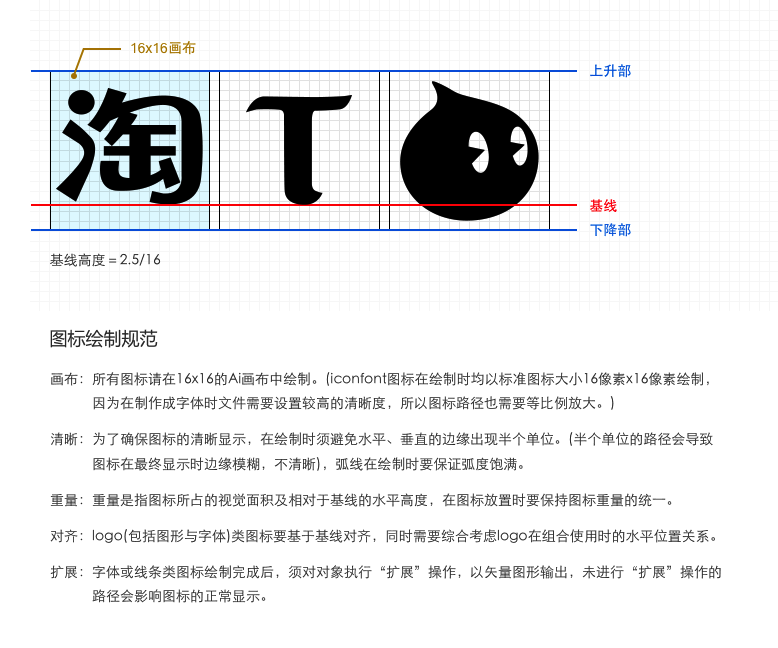 16x16画布
上升部
淘 T
基线
下降部
基线高度=2.5/16
图标绘制规范
画布：所有图标请在16x16的Ai画布中绘制。(iconfont图标在绘制时均以标准图标大小16像素x16像素绘制，
因为在制作成字体时文件需要设置较高的清晰度，所以图标路径也需要等比例放大。)
清晰：为了确保图标的清晰显示，在绘制时须避免水平、垂直的边缘出现半个单位。(半个单位的路径会导致
图标在最终显示时边缘模糊，不清晰)，弧线在绘制时要保证弧度饱满。
重量：重量是指图标所占的视觉面积及相对于基线的水平高度，在图标放置时要保持图标重量的统一。
对齐：logo(包括图形与字体)类图标要基于基线对齐，同时需要综合考虑logo在组合使用时的水平位置关系。
扩展：字体或线条类图标绘制完成后，须对对象执行“扩展”操作，以矢量图形输出，未进行“扩展”操作的
路径会影响图标的正常显示。